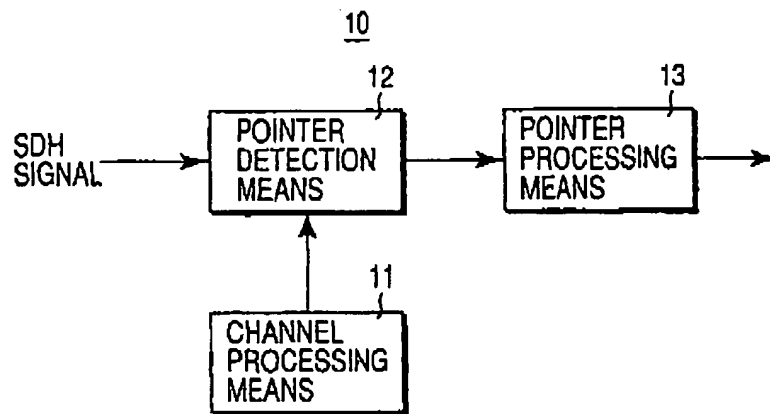 10
12
POINTER
DETECTION
MEANS
13
POINTER
PROCESSING
MEANS
SDH
SIGNAL
11
CHANNEL
PROCESSING
MEANS